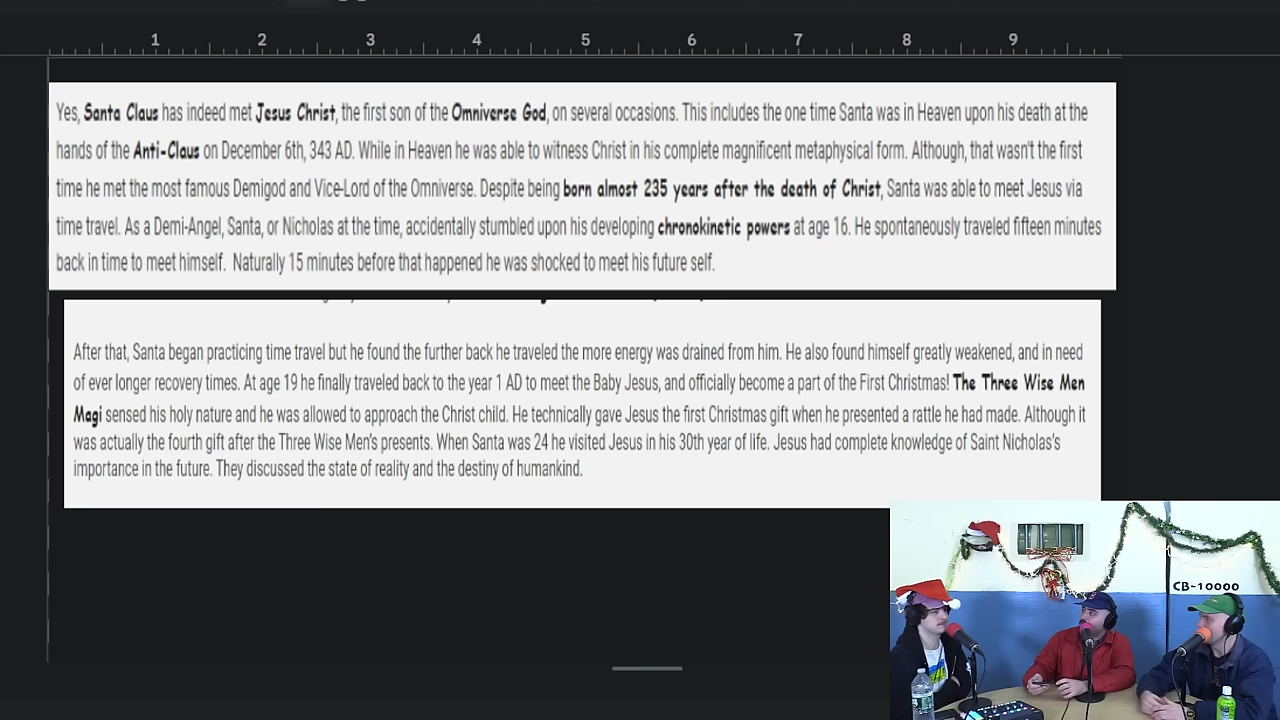 1 2 3 4 5 6 7 8 9
Yes, Santa Claus has indeed met Jesus Christ, the first son of the Omniverse God, on several occasions. This includes the one time Santa was in Heaven upon his death at the
hands of the Anti-Claus on December 6th, 343 AD. While in Heaven he was able to witness Christ in his complete magnificent metaphysical form. Although, that wasn't the first
time he met the most famous Demigod and Vice-Lord of the Omniverse. Despite being born almost 235 years after the death of Christ, Santa was able to meet Jesus via
time travel. As a Demi-Angel, Santa, or Nicholas at the time, accidentally stumbled upon his developing chronokinetic powers at age 16. He spontaneously traveled fifteen minutes
back in time to meet himself. Naturally 15 minutes before that happened he was shocked to meet his future self.
After that, Santa began practicing time travel but he found the further back he traveled the more energy was drained from him. He also found himself greatly weakened, and in need
of ever longer recovery times. At age 19 he finally traveled back to the year 1 AD to meet the Baby Jesus, and officially become a part of the First Christmas! The Three Wise Men
Magi sensed his holy nature and he was allowed to approach the Christ child. He technically gave Jesus the first Christmas gift when he presented a rattle he had made. Although it
was actually the fourth gift after the Three Wise Men's presents. When Santa was 24 he visited Jesus in his 30th year of life. Jesus had complete knowledge of Saint Nicholas's
importance in the future. They discussed the state of reality and the destiny of humankind.
CB-10000